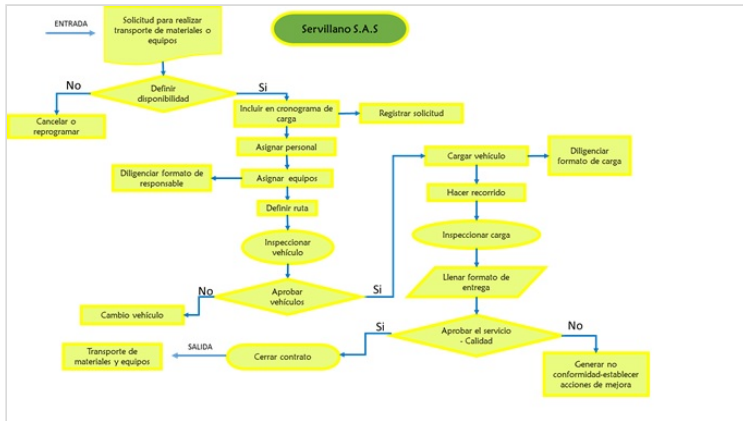 Servillano S.A.S
ENTRADA
Solicitud para realizar
transporte de materiales o
equipos
No
Definir
disponibilidad
Si
Cancelar o
reprogramar
Incluir en cronograma de
carga
Registrar solicitud
Asignar personal
Diligenciar formato de
responsable
Asignar equipos
Definir ruta
Inspeccionar
vehículo
No
Aprobar
vehículos
Si
Cambio vehículo
Cargar vehículo
Diligenciar
formato de carga
Hacer recorrido
Inspeccionar carga
Llenar formato de
entrega
Si
Aprobar el servicio
- Calidad
No
Generar no
conformidad-establecer
acciones de mejora
Cerrar contrato
SALIDA
Transporte de
materiales y equipos